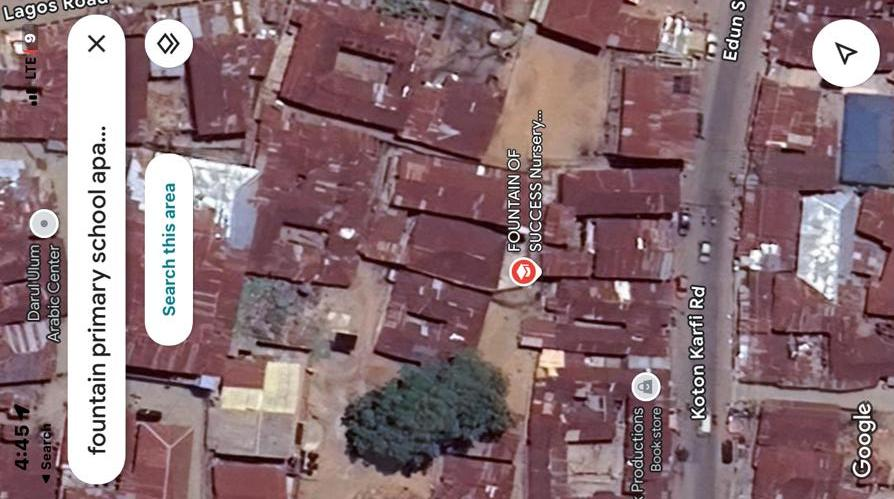 4:45
LTE 9
Search
fountain primary school apa...
Search this area
Lagos Road
Darul Ulum
Arabic Center
FOUNTAIN OF
SUCCESS Nursery...
Edun S
Koton Karfi Rd
k Productions
Book store
Google